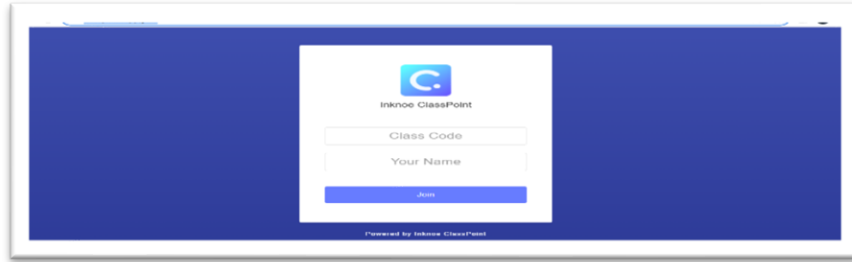 Inknoe ClassPoint
Class Code
Your Name
Join
Powered by Inknoe ClassPoint